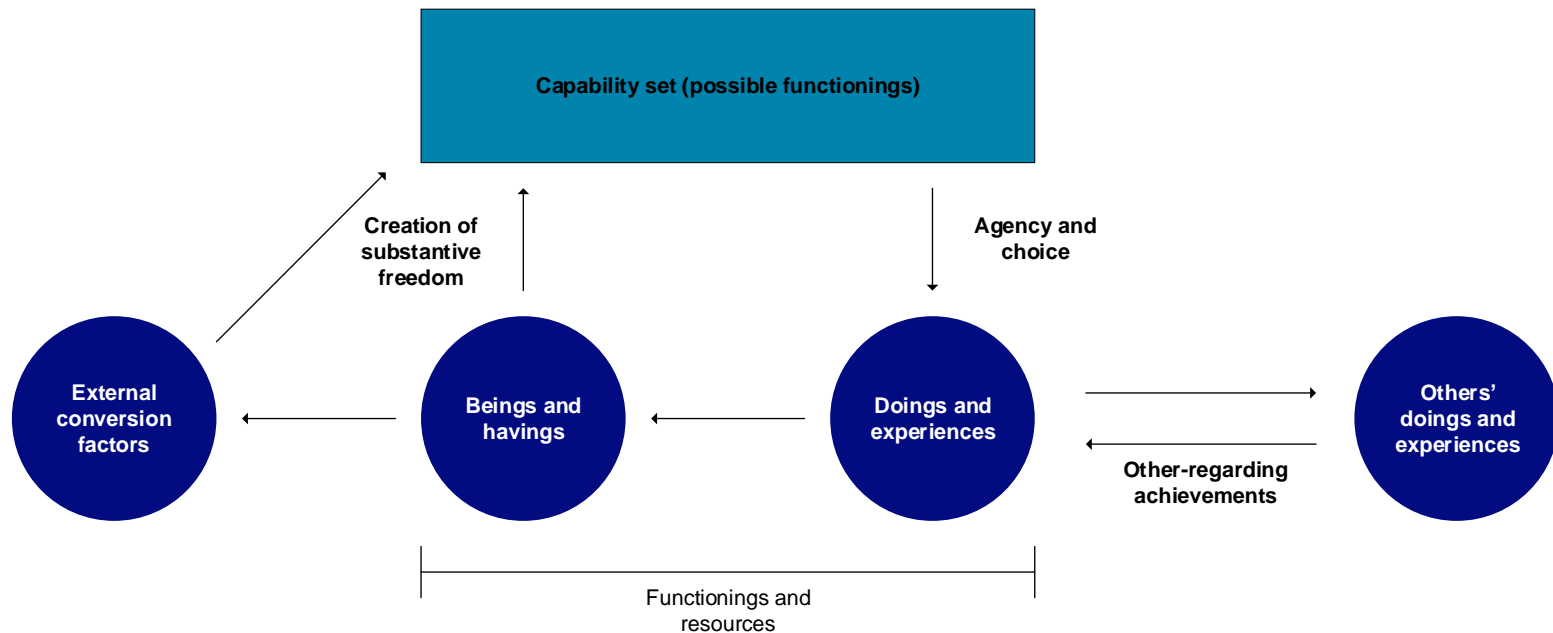 Capability set (possible functionings)
Creation of
substantive
freedom
Agency and
choice
External
conversion
factors
Beings and
havings
Doings and
experiences
Others’
doings and
experiences
Other-regarding
achievements
Functionings and
resources